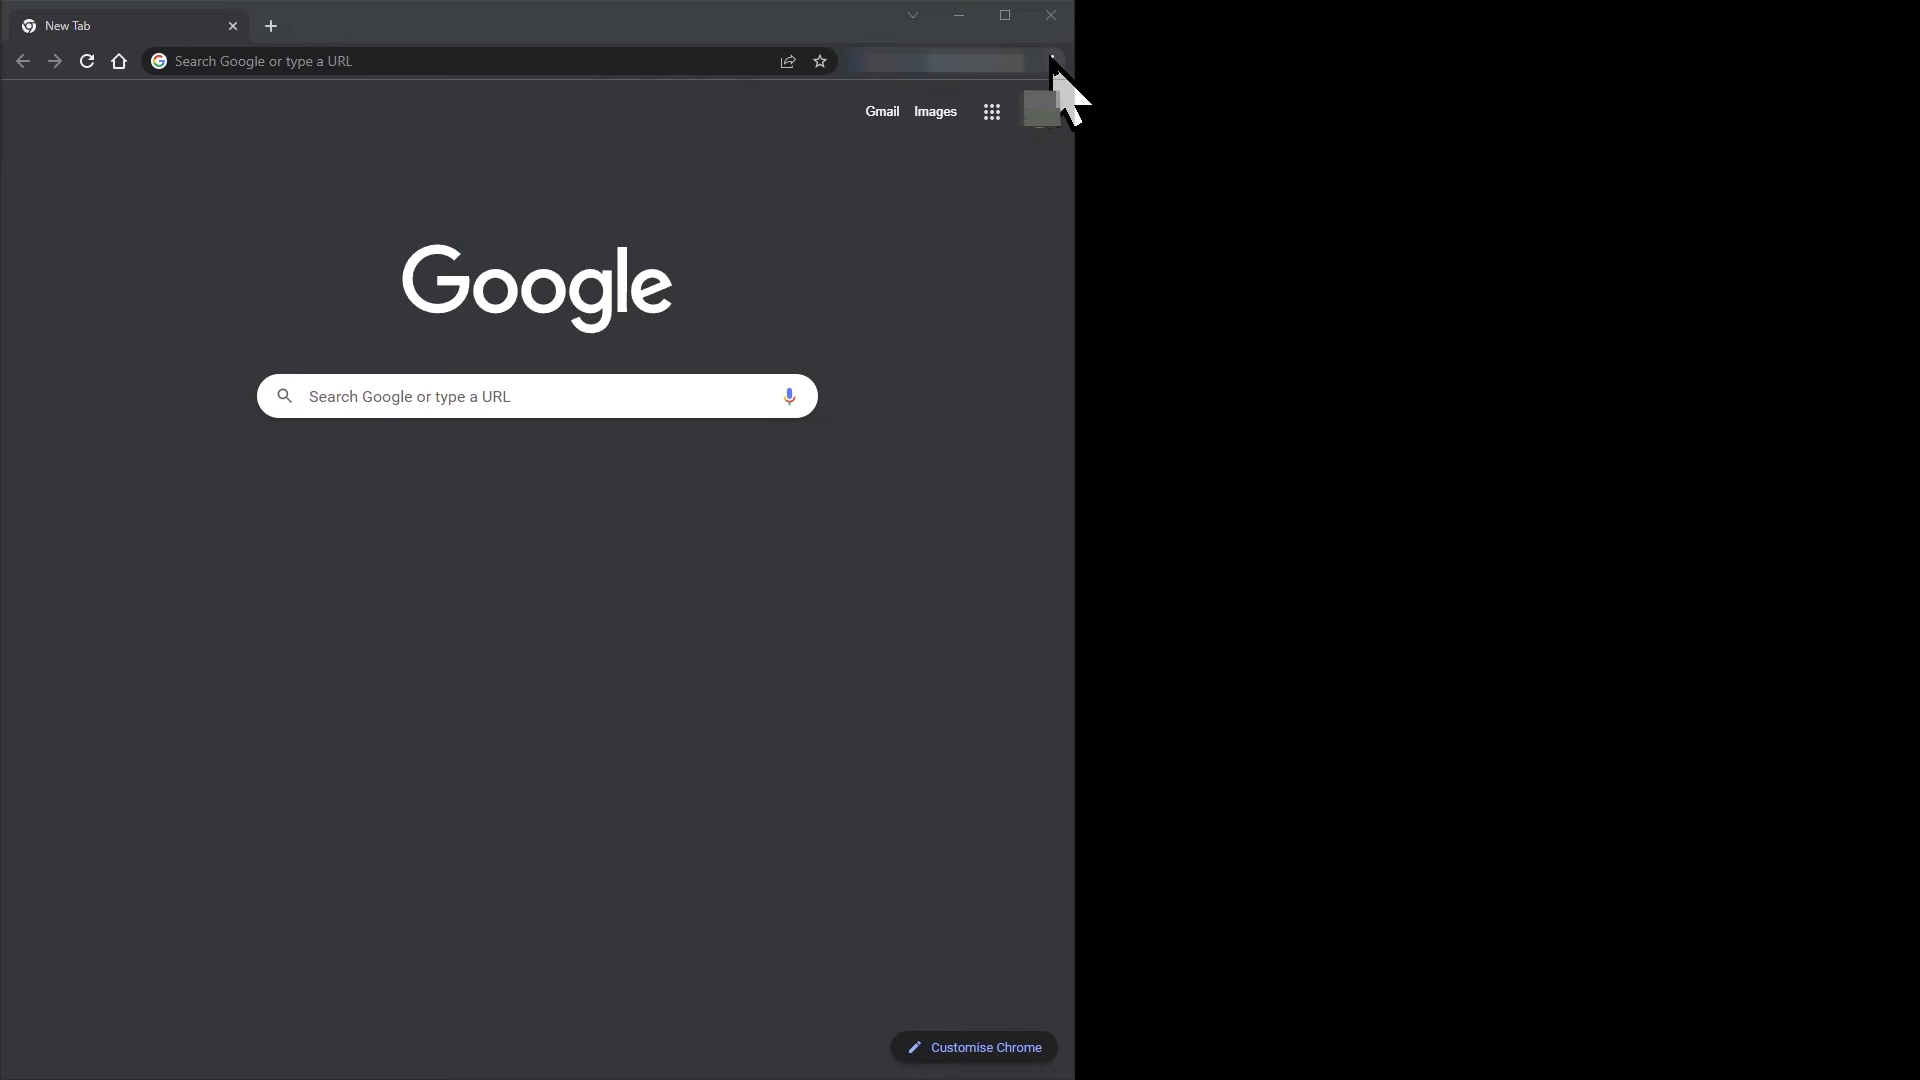 New Tab
Search Google or type a URL
Gmail Images
Google
Search Google or type a URL
Customise Chrome